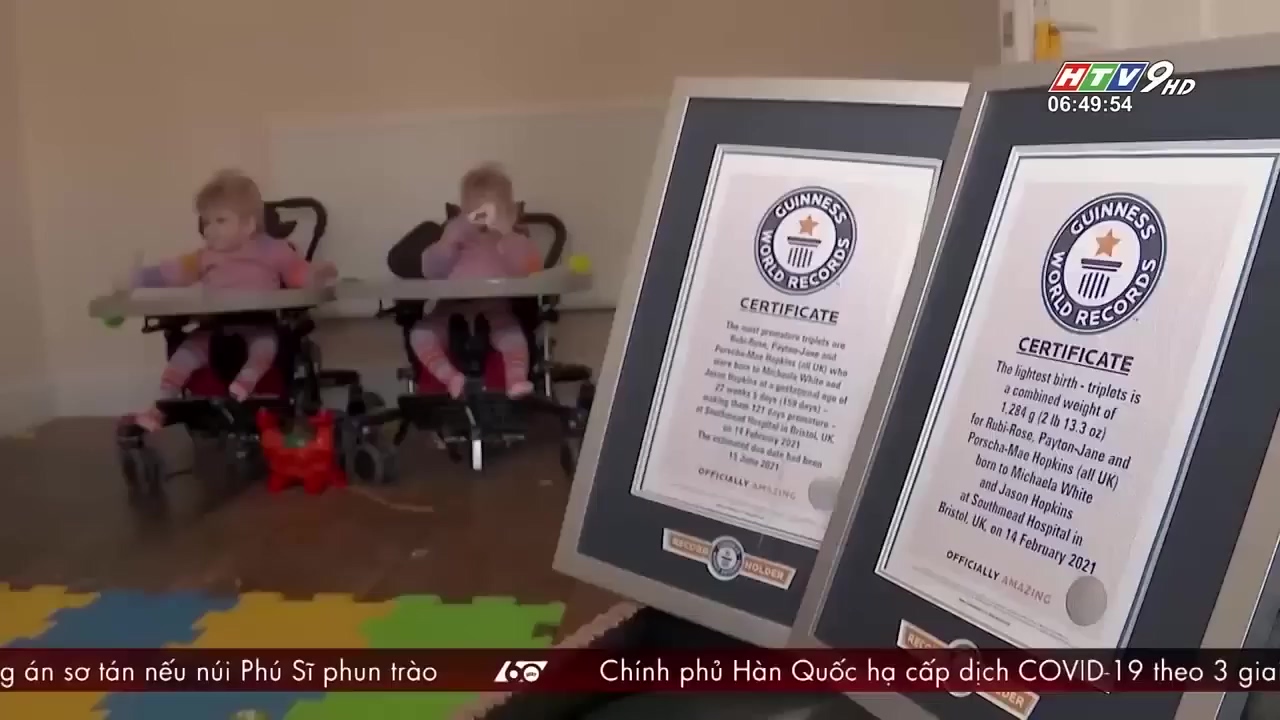 HTV9 HD
06:49:54
GUINNESS
WORLD RECORDS
CERTIFICATE
The most premature triplets are
Rubi-Rose, Payton-Jane and
Porscha-Mae Hopkins (all UK) who
were born to Michaela White and
Jason Hopkins at a gestational age of
22 weeks 5 days (159 days) –
making them 121 days premature –
at Southmead Hospital in Bristol, UK,
on 14 February 2021
The estimated due date had been
15 June 2021
OFFICIALLY AMAZING
RECORD HOLDER
GUINNESS
WORLD RECORDS
CERTIFICATE
The lightest birth - triplets is
a combined weight of
1,284 g (2 lb 13.3 oz)
for Rubi-Rose, Payton-Jane and
Porscha-Mae Hopkins (all UK)
born to Michaela White
and Jason Hopkins
at Southmead Hospital in
Bristol, UK, on 14 February 2021
OFFICIALLY AMAZING
g án sơ tán nếu núi Phú Sĩ phun trào 60 Chính phủ Hàn Quốc hạ cấp dịch COVID-19 theo 3 gia